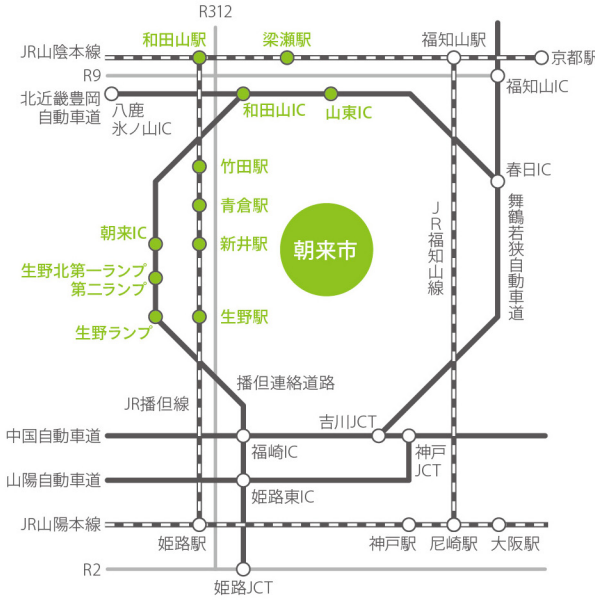 R312
JR山陰本線
和田山駅
梁瀬駅
福知山駅
京都駅
R9
福知山IC
北近畿豊岡
自動車道
八鹿
氷ノ山IC
和田山IC
山東IC
春日IC
竹田駅
青倉駅
朝来IC
新井駅
朝来市
JR福知山線
舞鶴若狭自動車道
生野北第一ランプ
第二ランプ
生野ランプ
生野駅
播但連絡道路
JR播但線
吉川JCT
中国自動車道
福崎IC
神戸
JCT
山陽自動車道
姫路東IC
JR山陽本線
姫路駅
神戸駅
尼崎駅
大阪駅
R2
姫路JCT